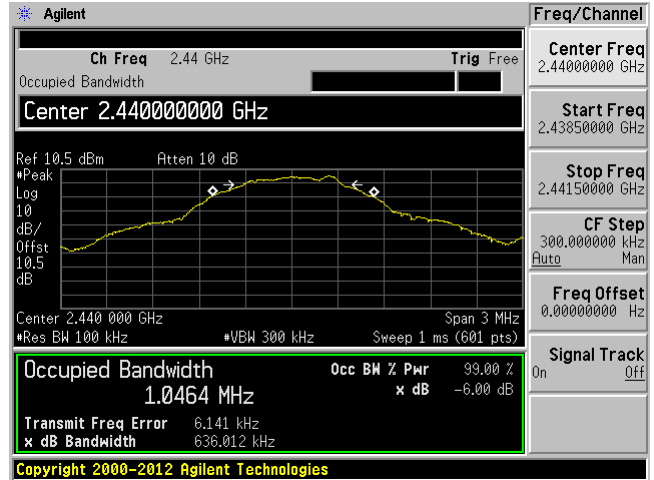 Agilent
Freq/Channel
Ch Freq 2.44 GHz Trig Free
Occupied Bandwidth
Center 2.440000000 GHz
Ref 10.5 dBm Atten 10 dB
#Peak
Log
10
dB/
Offst
10.5
dB
Center 2.440 000 GHz Span 3 MHz
#Res BW 100 kHz #VBW 300 kHz Sweep 1 ms (601 pts)
Occupied Bandwidth Occ BW % Pwr 99.00 %
1.0464 MHz x dB -6.00 dB
Transmit Freq Error 6.141 kHz
x dB Bandwidth 636.012 kHz
Copyright 2000-2012 Agilent Technologies
Center Freq
2.44000000 GHz
Start Freq
2.43850000 GHz
Stop Freq
2.44150000 GHz
CF Step
300.000000 kHz
Auto Man
Freq Offset
0.00000000 Hz
Signal Track
On Off